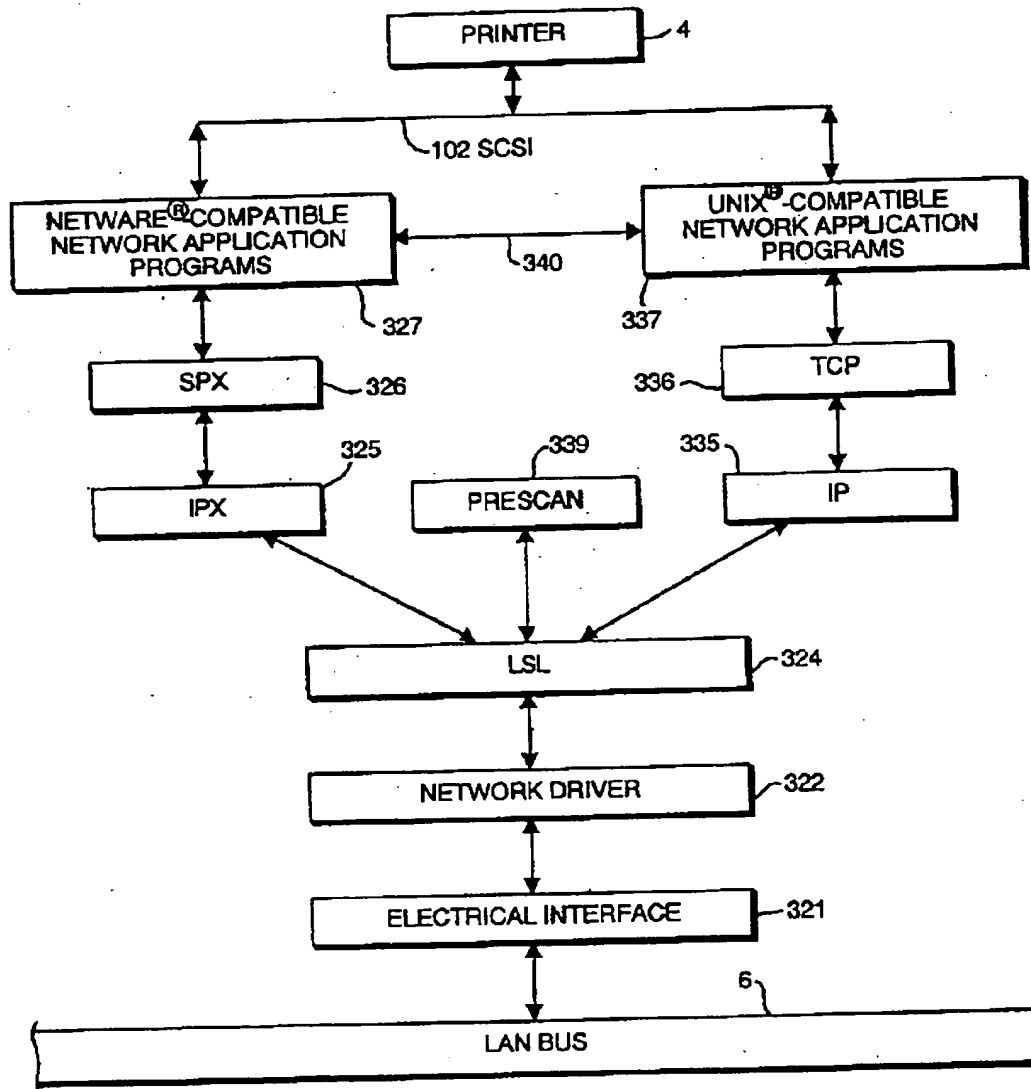 PRINTER
4
102 SCSI
NETWARE®-COMPATIBLE
NETWORK APPLICATION
PROGRAMS
UNIX®-COMPATIBLE
NETWORK APPLICATION
PROGRAMS
340
327
337
SPX
326
TCP
336
325
339
335
IPX
PRESCAN
IP
LSL
324
NETWORK DRIVER
322
ELECTRICAL INTERFACE
321
6
LAN BUS